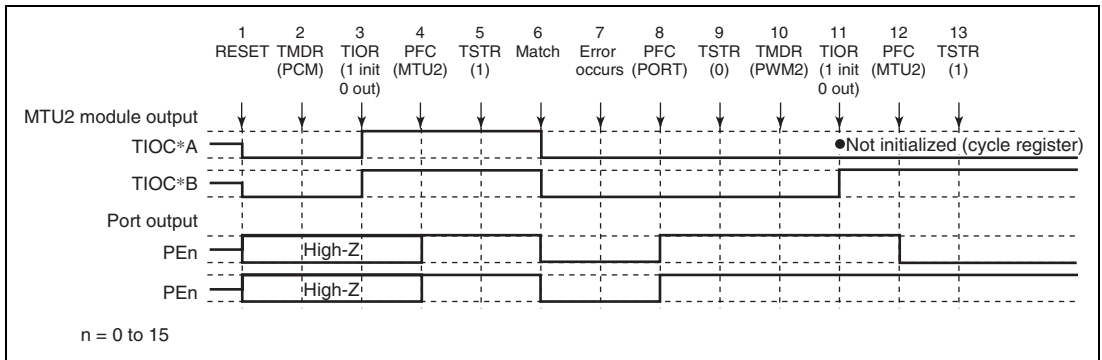 1 2 3 4 5 6 7 8 9 10 11 12 13
RESET TMDR TIOR PFC TSTR Match Error PFC TSTR TMDR TIOR PFC TSTR
(PCM) (1 init (MTU2) (1) occurs (PORT) (0) (PWM2) (1 init (MTU2) (1)
0 out) 0 out)
MTU2 module output
TIOC*A
●Not initialized (cycle register)
TIOC*B
Port output
PEn
High-Z
PEn
High-Z
n = 0 to 15